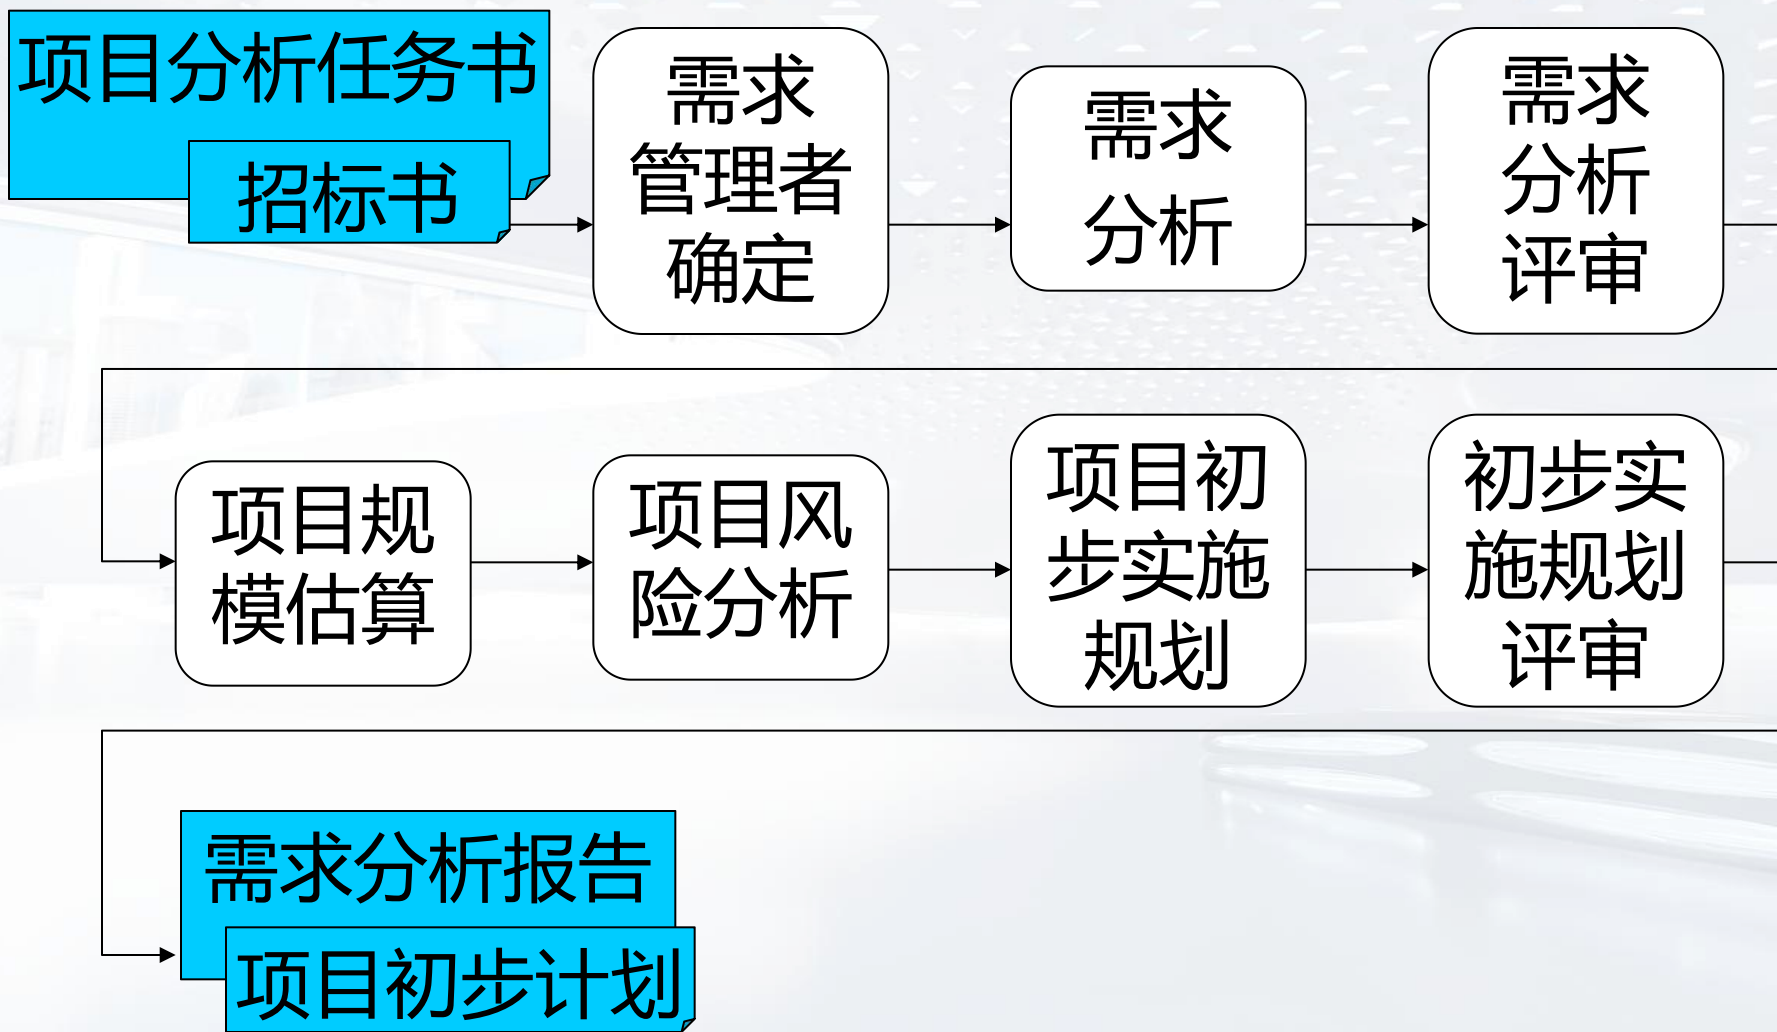 项目分析任务书
招标书
需求
管理者
确定
需求
分析
需求
分析
评审
项目规
模估算
项目风
险分析
项目初
步实施
规划
初步实
施规划
评审
需求分析报告
项目初步计划